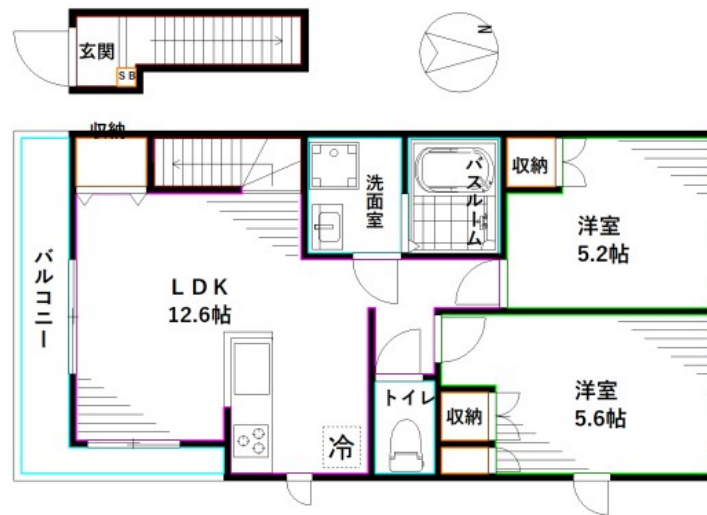 玄関
SB
N
収納
バルコニー
LDK
12.6帖
洗面室
バスルーム
収納
洋室
5.2帖
トイレ
冷
収納
洋室
5.6帖